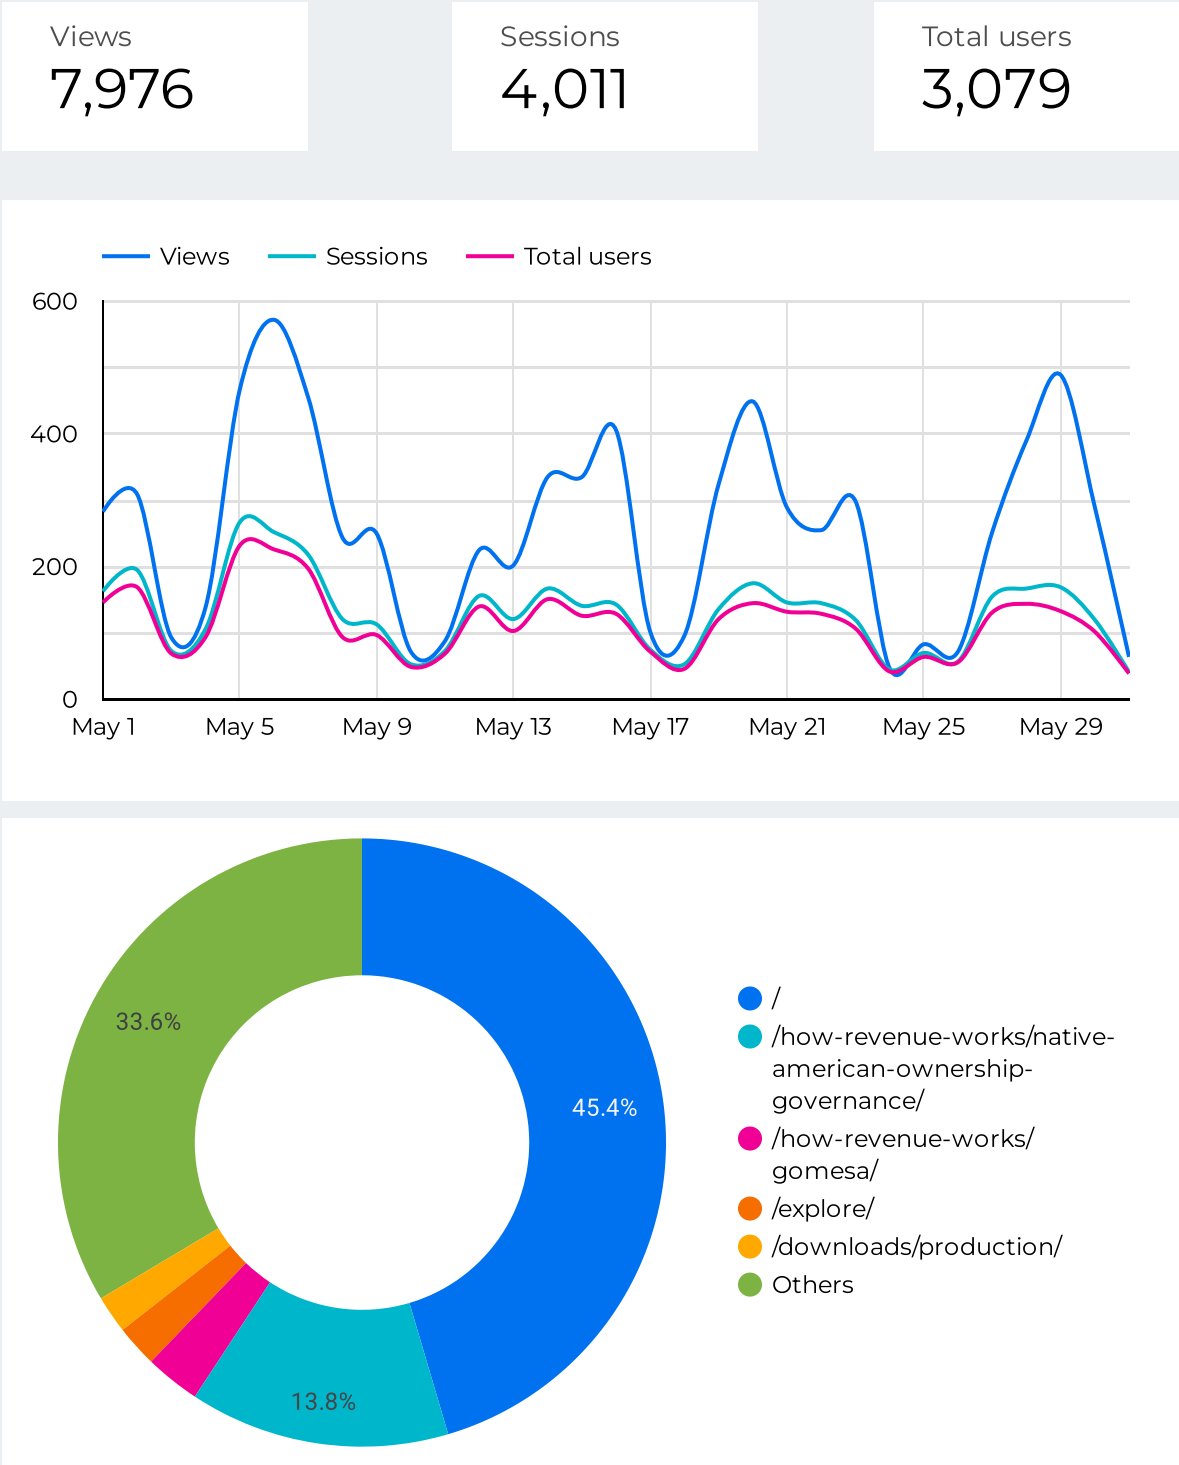 Views
7,976
Sessions
4,011
Total users
3,079
Views
Sessions
Total users
600
400
200
0
May 1
May 5
May 9
May 13
May 17
May 21
May 25
May 29
33.6%
45.4%
13.8%
/
/how-revenue-works/native-
american-ownership-
governance/
/how-revenue-works/
gomesa/
/explore/
/downloads/production/
Others